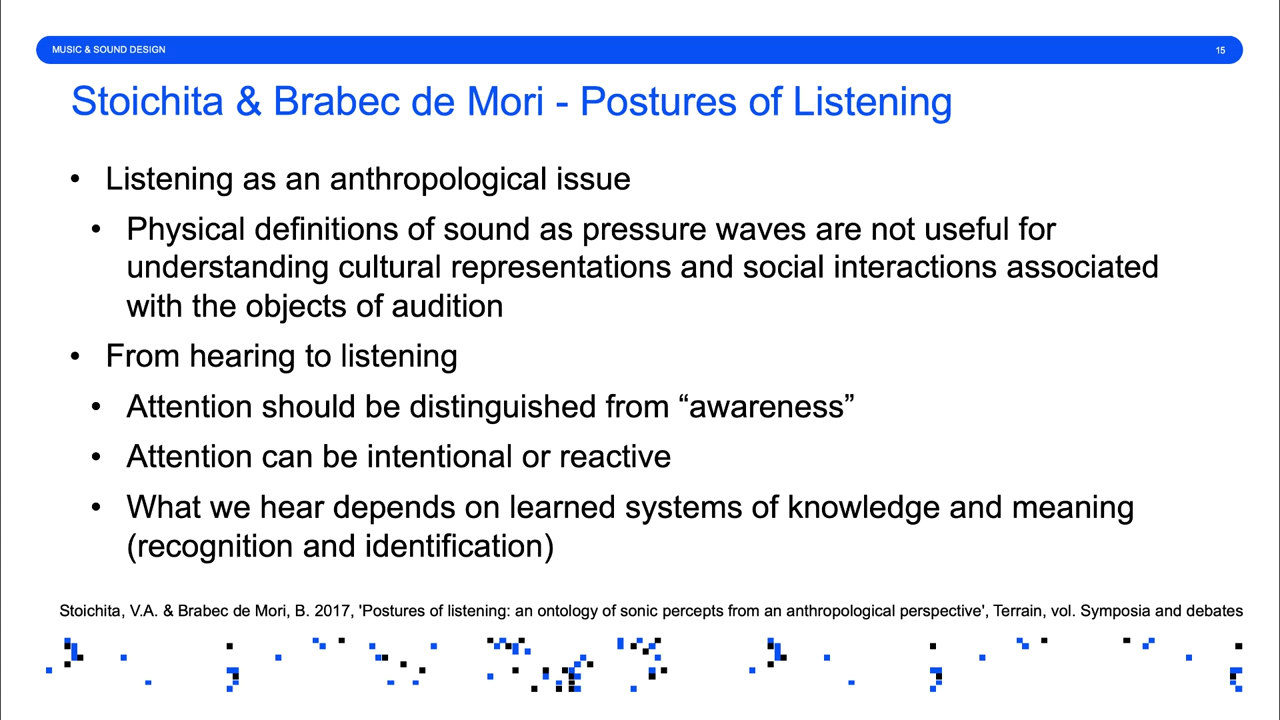 MUSIC & SOUND DESIGN
15
Stoichita & Brabec de Mori - Postures of Listening
• Listening as an anthropological issue
• Physical definitions of sound as pressure waves are not useful for
understanding cultural representations and social interactions associated
with the objects of audition
• From hearing to listening
• Attention should be distinguished from “awareness”
• Attention can be intentional or reactive
• What we hear depends on learned systems of knowledge and meaning
(recognition and identification)
Stoichita, V.A. & Brabec de Mori, B. 2017, 'Postures of listening: an ontology of sonic percepts from an anthropological perspective', Terrain, vol. Symposia and debates